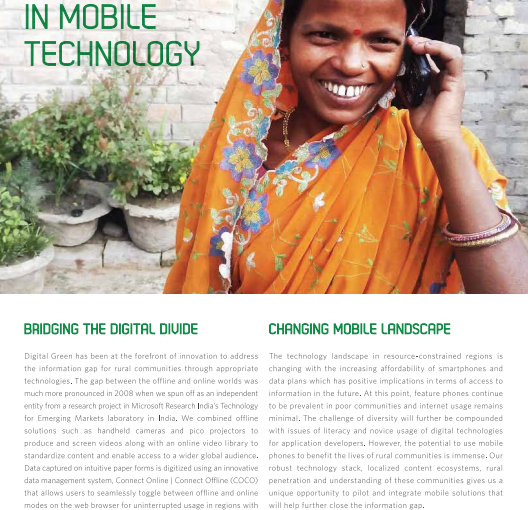 IN MOBILE
TECHNOLOGY
BRIDGING THE DIGITAL DIVIDE
Digital Green has been at the forefront of innovation to address
the information gap for rural communities through appropriate
technologies. The gap between the offline and online worlds was
much more pronounced in 2008 when we spun off as an independent
entity from a research project in Microsoft Research India's Technology
for Emerging Markets laboratory in India. We combined offline
solutions such as handheld cameras and pico projectors to
produce and screen videos along with an online video library to
standardize content and enable access to a wider global audience.
Data captured on intuitive paper forms is digitized using an innovative
data management system, Connect Online | Connect Offline (COCO)
that allows users to seamlessly toggle between offline and online
modes on the web browser for uninterrupted usage in regions with
CHANGING MOBILE LANDSCAPE
The technology landscape in resource-constrained regions is
changing with the increasing affordability of smartphones and
data plans which has positive implications in terms of access to
information in the future. At this point, feature phones continue
to be prevalent in poor communities and internet usage remains
minimal. The challenge of diversity will further be compounded
with issues of literacy and novice usage of digital technologies
for application developers. However, the potential to use mobile
phones to benefit the lives of rural communities is immense. Our
robust technology stack, localized content ecosystems, rural
penetration and understanding of these communities gives us a
unique opportunity to pilot and integrate mobile solutions that
will help further close the information gap.